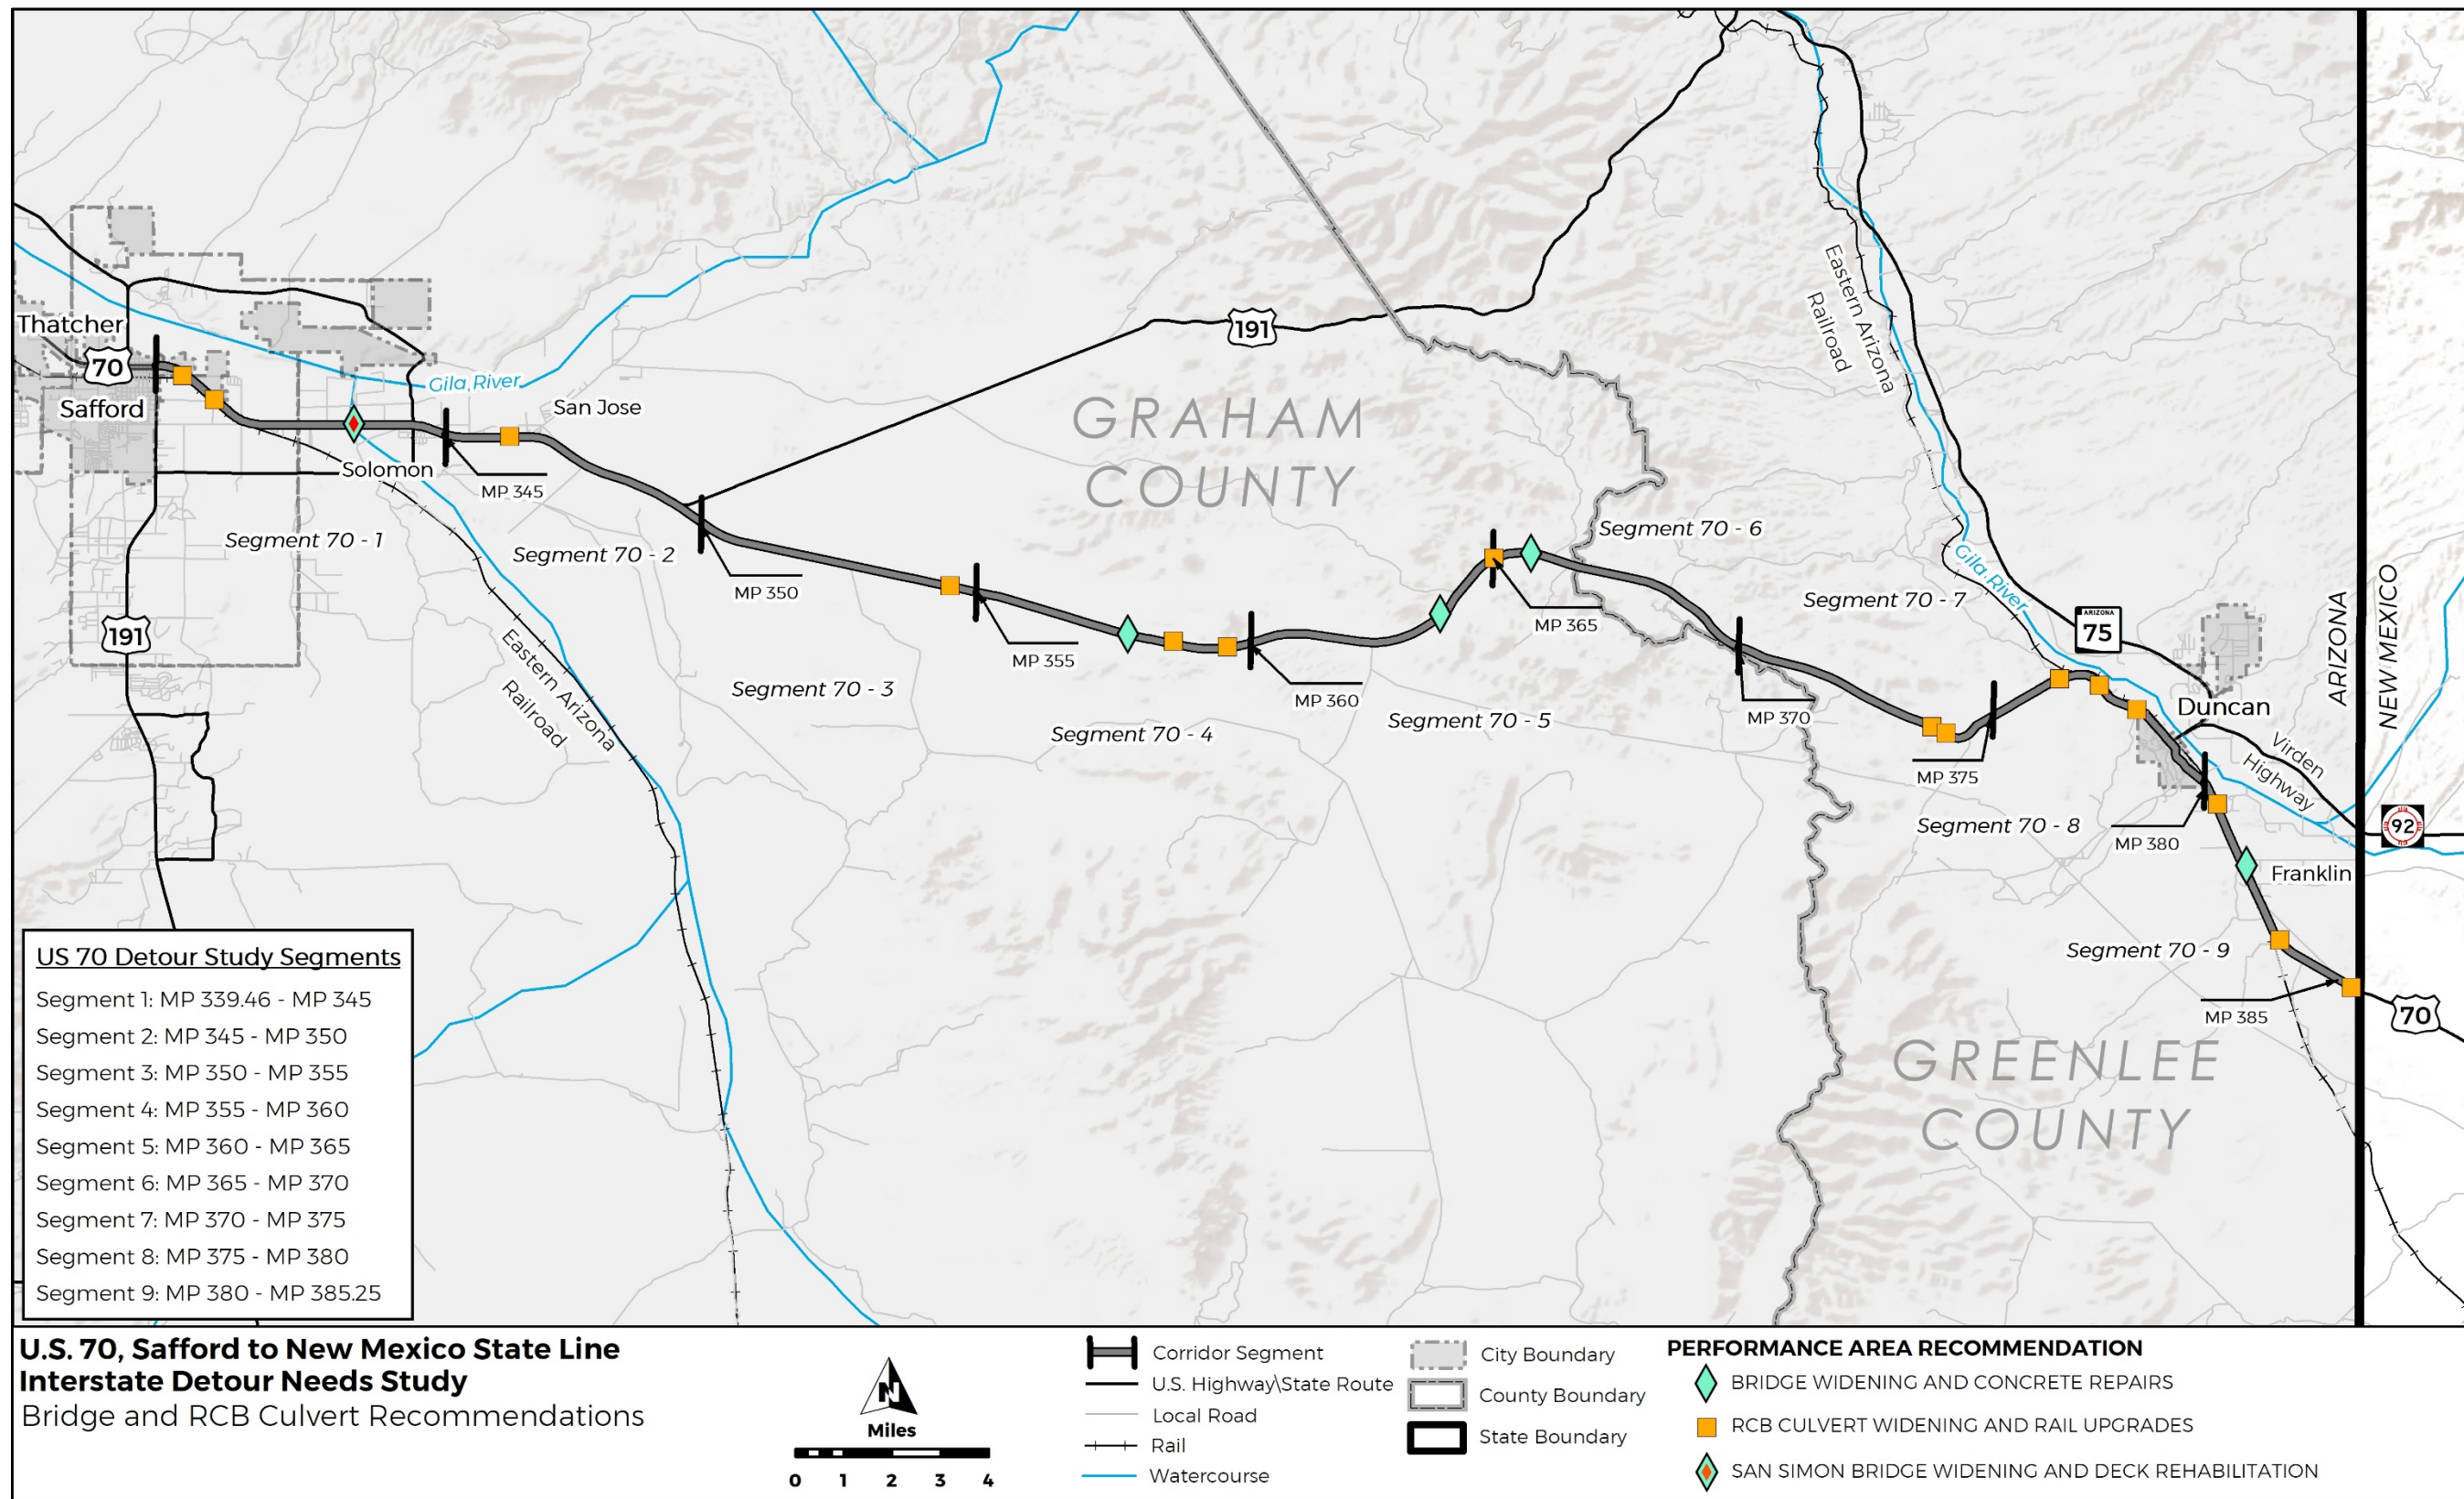 Thatcher
70
Safford
Gila River
San Jose
Solomon
MP 345
Segment 70 - 1
Segment 70 - 2
MP 350
191
191
GRAHAM
COUNTY
Eastern Arizona
Railroad
Segment 70 - 3
MP 355
Segment 70 - 4
MP 360
Segment 70 - 5
MP 365
Segment 70 - 6
Eastern Arizona
Railroad
Gila River
Segment 70 - 7
MP 370
ARIZONA
75
MP 375
Duncan
Virden
Highway
Segment 70 - 8
MP 380
ARIZONA
NEW MEXICO
92
Franklin
Segment 70 - 9
MP 385
70
GREENLEE
COUNTY
US 70 Detour Study Segments
Segment 1: MP 339.46 - MP 345
Segment 2: MP 345 - MP 350
Segment 3: MP 350 - MP 355
Segment 4: MP 355 - MP 360
Segment 5: MP 360 - MP 365
Segment 6: MP 365 - MP 370
Segment 7: MP 370 - MP 375
Segment 8: MP 375 - MP 380
Segment 9: MP 380 - MP 385.25
U.S. 70, Safford to New Mexico State Line
Interstate Detour Needs Study
Bridge and RCB Culvert Recommendations
N
Miles
0 1 2 3 4
Corridor Segment
U.S. Highway\State Route
Local Road
Rail
Watercourse
City Boundary
County Boundary
State Boundary
PERFORMANCE AREA RECOMMENDATION
BRIDGE WIDENING AND CONCRETE REPAIRS
RCB CULVERT WIDENING AND RAIL UPGRADES
SAN SIMON BRIDGE WIDENING AND DECK REHABILITATION